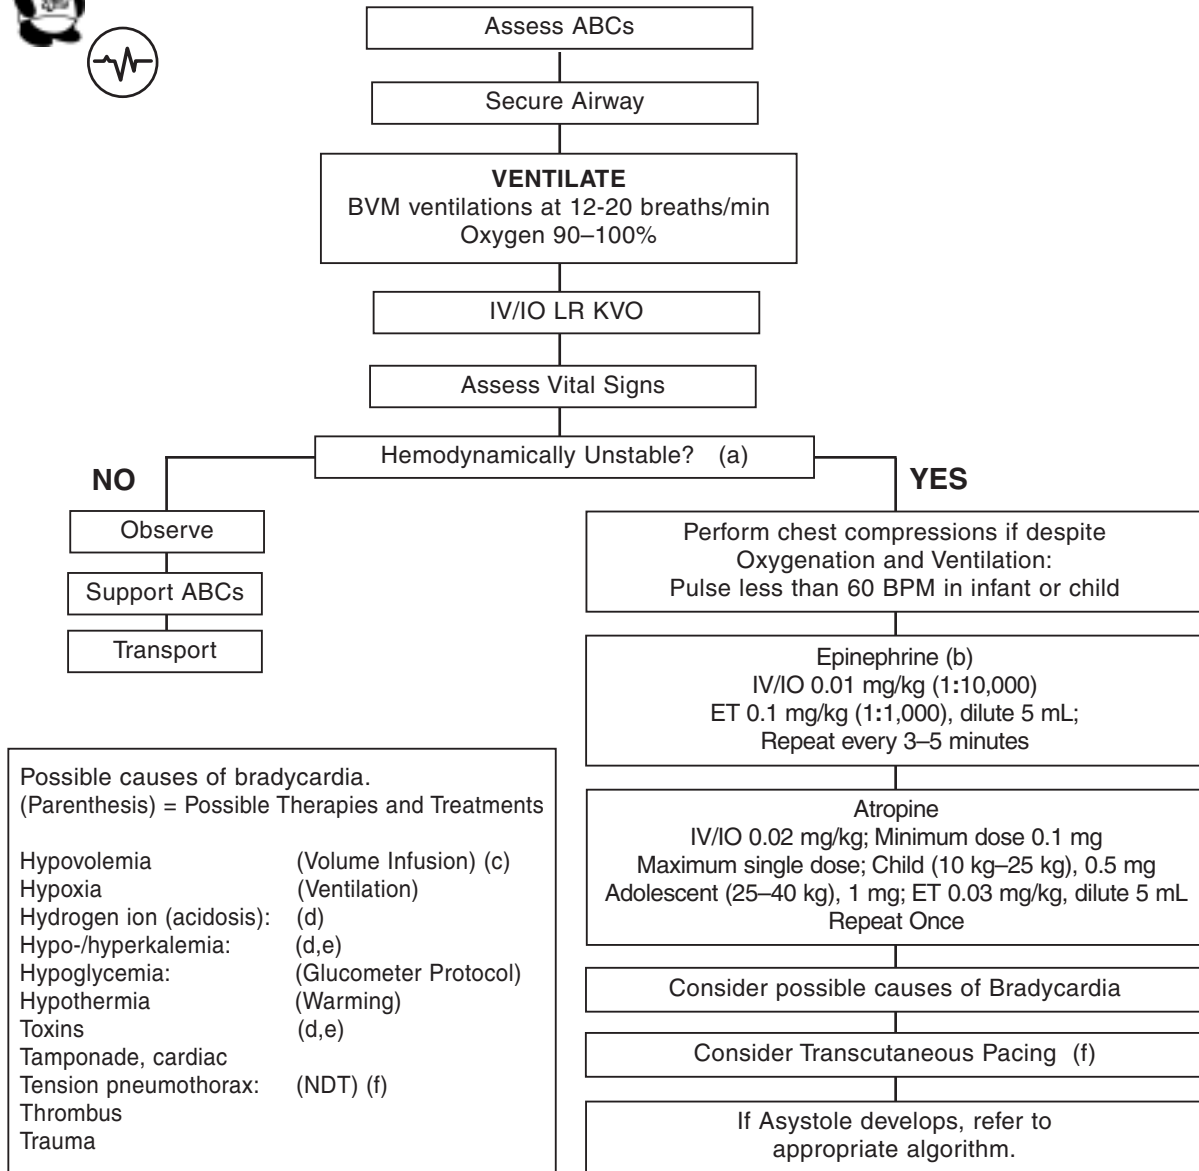 Assess ABCs
Secure Airway
VENTILATE
BVM ventilations at 12-20 breaths/min
Oxygen 90–100%
IV/IO LR KVO
Assess Vital Signs
Hemodynamically Unstable? (a)
NO
Observe
Support ABCs
Transport
YES
Perform chest compressions if despite
Oxygenation and Ventilation:
Pulse less than 60 BPM in infant or child
Epinephrine (b)
IV/IO 0.01 mg/kg (1:10,000)
ET 0.1 mg/kg (1:1,000), dilute 5 mL;
Repeat every 3–5 minutes
Atropine
IV/IO 0.02 mg/kg; Minimum dose 0.1 mg
Maximum single dose; Child (10 kg–25 kg), 0.5 mg
Adolescent (25–40 kg), 1 mg; ET 0.03 mg/kg, dilute 5 mL
Repeat Once
Consider possible causes of Bradycardia
Consider Transcutaneous Pacing (f)
If Asystole develops, refer to
appropriate algorithm.
Possible causes of bradycardia.
(Parenthesis) = Possible Therapies and Treatments
Hypovolemia (Volume Infusion) (c)
Hypoxia (Ventilation)
Hydrogen ion (acidosis): (d)
Hypo-/hyperkalemia: (d,e)
Hypoglycemia: (Glucometer Protocol)
Hypothermia (Warming)
Toxins (d,e)
Tamponade, cardiac
Tension pneumothorax: (NDT) (f)
Thrombus
Trauma